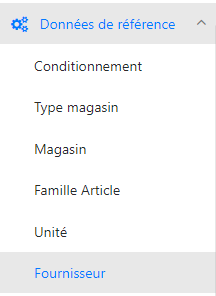 Données de référence
Conditionnement
Type magasin
Magasin
Famille Article
Unité
Fournisseur